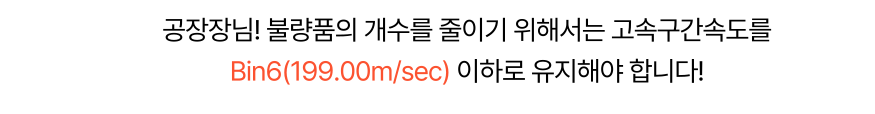 공장장님! 불량품의 개수를 줄이기 위해서는 고속구간속도를
Bin6(199.00m/sec) 이하로 유지해야 합니다!